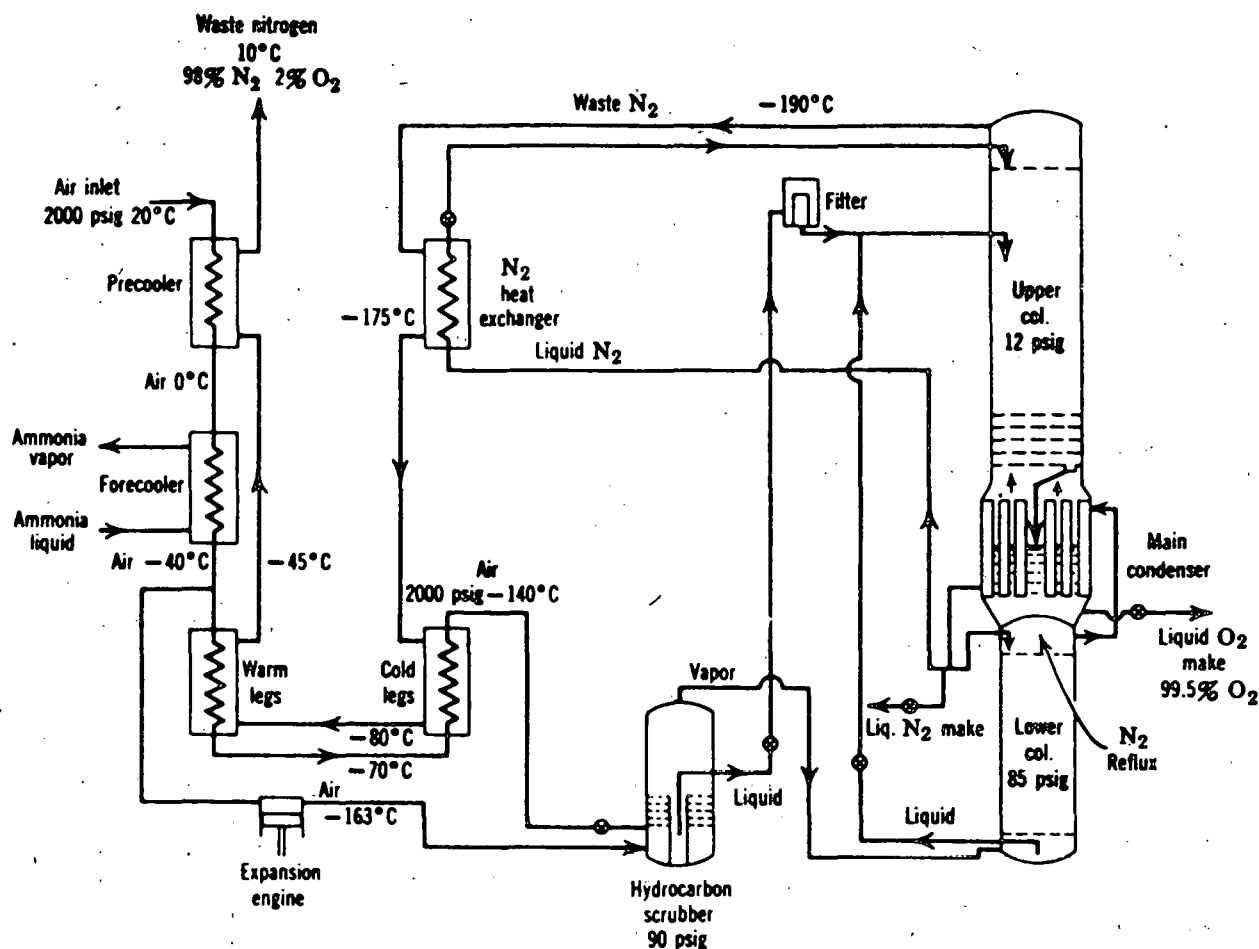 Waste nitrogen
10°C
98% N₂ 2% O₂
Waste N₂
−190°C
Air inlet
2000 psig 20°C
Filter
Precooler
N₂
heat
exchanger
−175°C
Upper
col.
12 psig
Liquid N₂
Air 0°C
Ammonia
vapor
Forecooler
Ammonia
liquid
Air −40°C
−45°C
Air
2000 psig −140°C
Main
condenser
Liquid O₂
make
99.5% O₂
Warm
legs
Cold
legs
Vapor
−80°C
−70°C
Liq. N₂ make
Lower
col.
85 psig
N₂
Reflux
Liquid
Air
−163°C
Liquid
Expansion
engine
Hydrocarbon
scrubber
90 psig